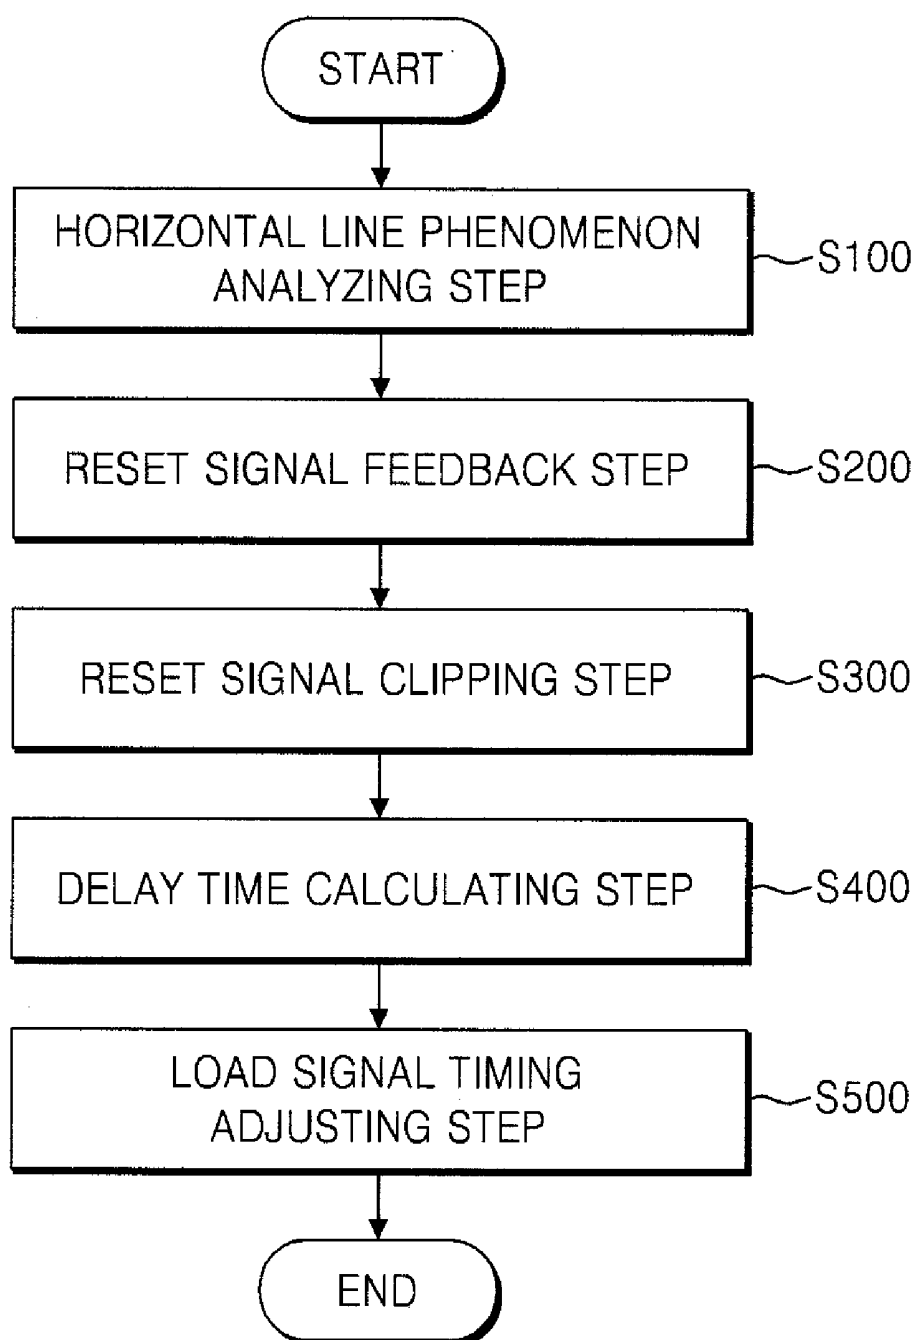 START
HORIZONTAL LINE PHENOMENON
ANALYZING STEP
S100
RESET SIGNAL FEEDBACK STEP
S200
RESET SIGNAL CLIPPING STEP
S300
DELAY TIME CALCULATING STEP
S400
LOAD SIGNAL TIMING
ADJUSTING STEP
S500
END